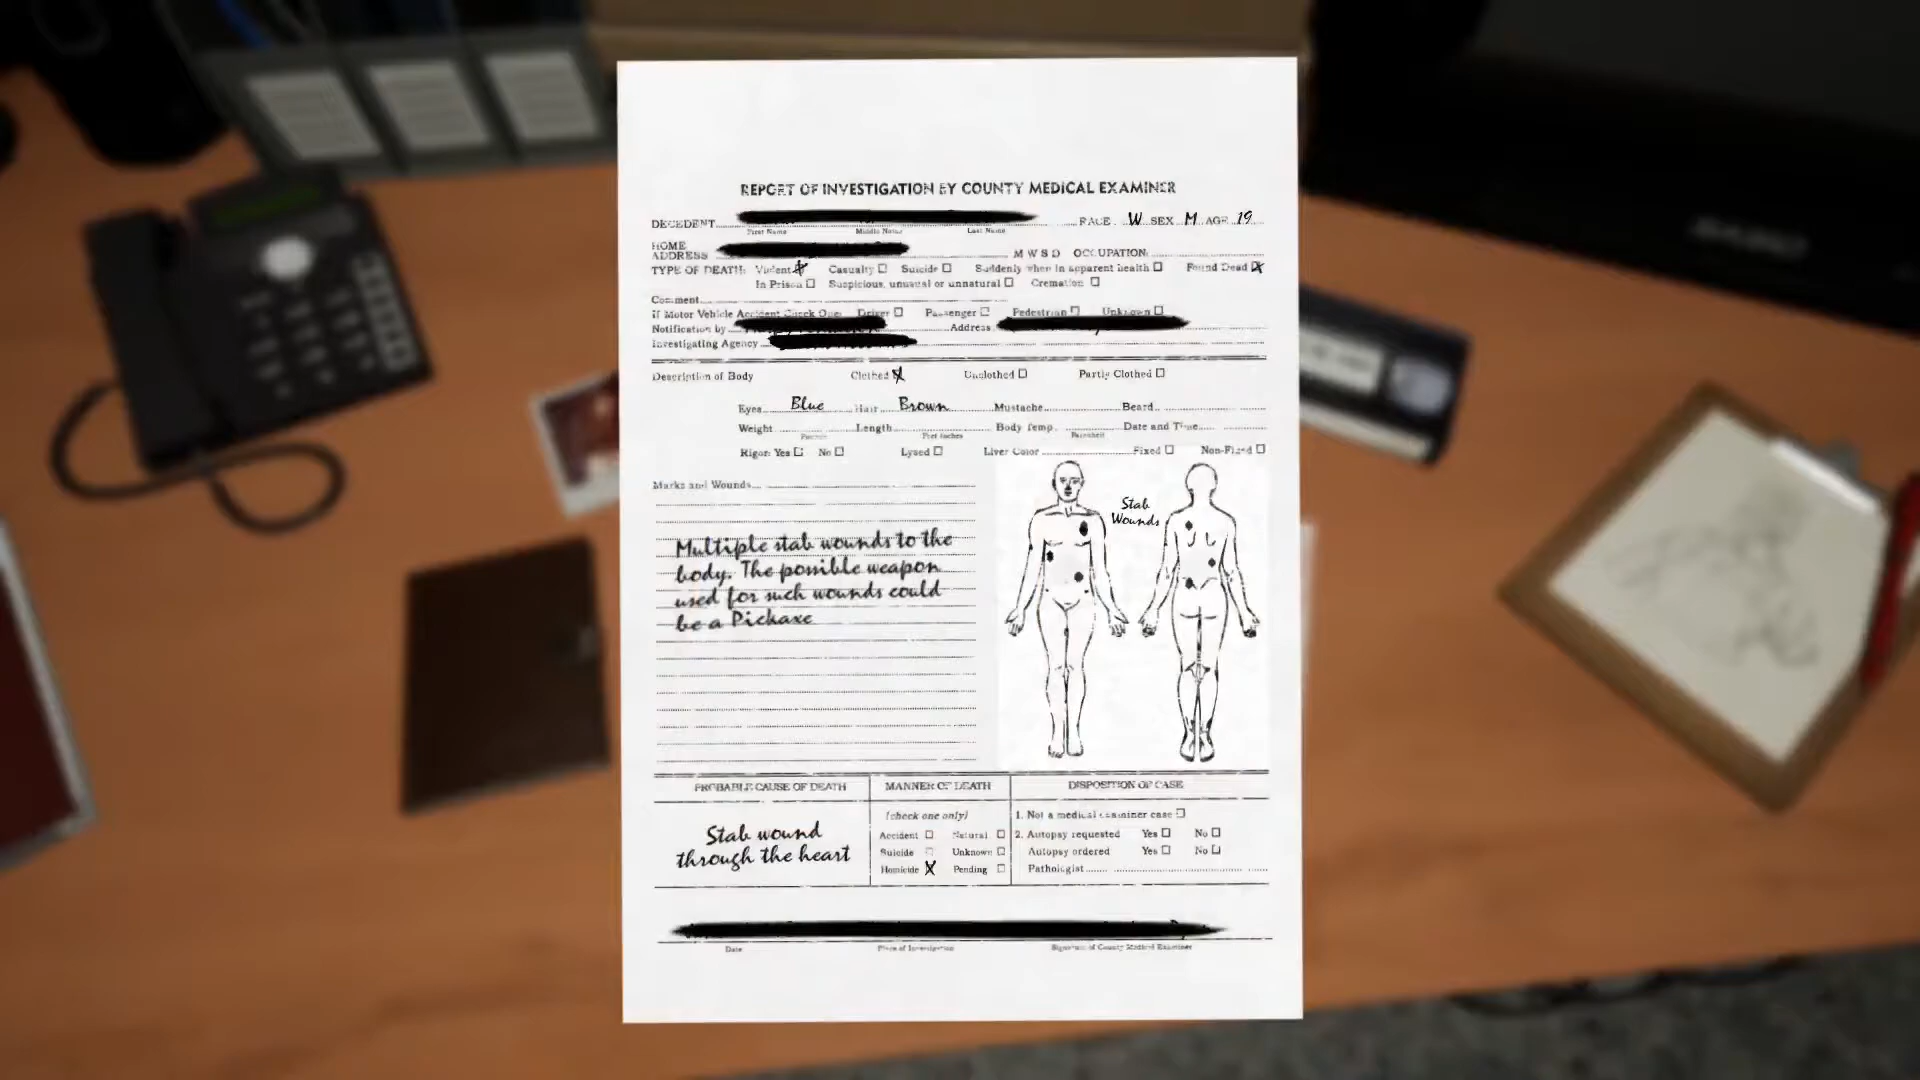 REPORT OF INVESTIGATION BY COUNTY MEDICAL EXAMINER
DECEDENT RACE W SEX M AGE 19
First Name Middle Name Last Name
HOME
ADDRESS M W S D OCCUPATION
TYPE OF DEATH: Violent Casualty Suicide Suddenly when in apparent health Found Dead
In Prison Suspicious, unusual or unnatural Cremation
Comment
If Motor Vehicle Accident Check One: Driver Passenger Pedestrian Unknown
Notification by Address
Investigating Agency
Description of Body Clothed Unclothed Partly Clothed
Eyes Blue Hair Brown Mustache Beard
Weight Length Body Temp. Date and Time
Rigor: Yes No Lysed Liver Color Fixed Non-Fixed
Marks and Wounds
Stab
Wounds
Multiple stab wounds to the
body. The possible weapon
used for such wounds could
be a Pickaxe
PROBABLE CAUSE OF DEATH MANNER OF DEATH DISPOSITION OF CASE
(check one only) 1. Not a medical examiner case
Accident Natural 2. Autopsy requested Yes No
Suicide Unknown Autopsy ordered Yes No
Homicide X Pending Pathologist
Stab wound
through the heart
Date Place of Investigation Signature of County Medical Examiner